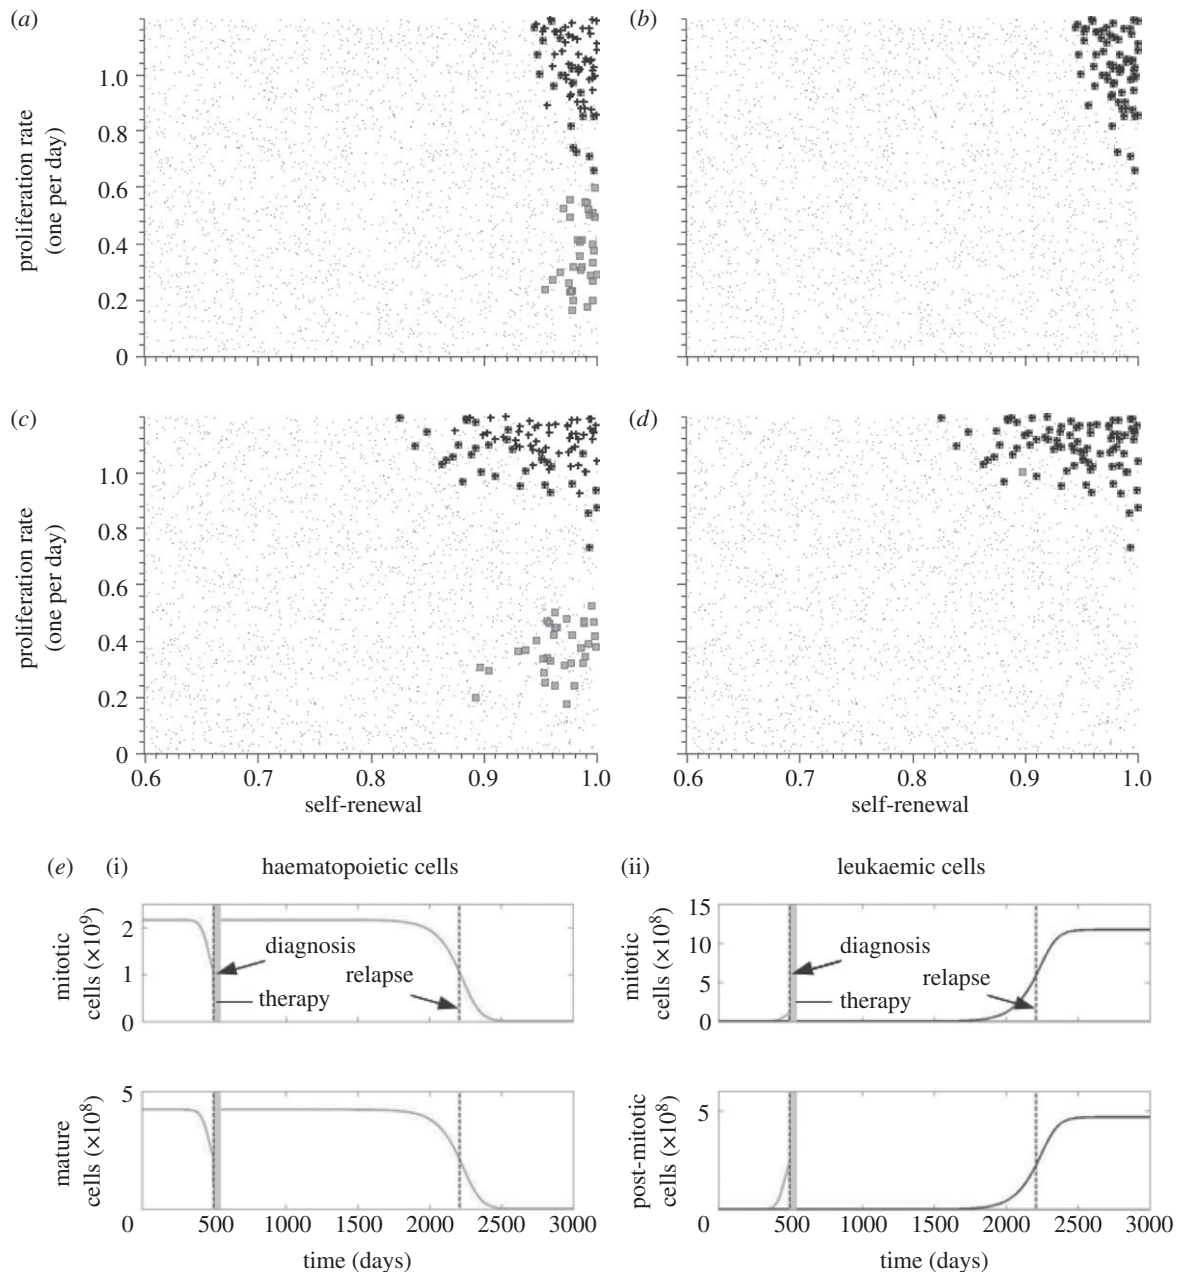 (a)
(b)
proliferation rate
(one per day)
1.0
0.8
0.6
0.4
0.2
0
(c)
(d)
proliferation rate
(one per day)
1.0
0.8
0.6
0.4
0.2
0
0.6 0.7 0.8 0.9 1.0
self-renewal
0.6 0.7 0.8 0.9 1.0
self-renewal
(e) (i) haematopoietic cells
(ii) leukaemic cells
mitotic
cells (×10⁹)
2
1
0
diagnosis
relapse
therapy
mitotic
cells (×10⁸)
15
10
5
0
diagnosis
relapse
therapy
mature
cells (×10⁸)
5
0 500 1000 1500 2000 2500 3000
time (days)
post-mitotic
cells (×10⁸)
5
0 500 1000 1500 2000 2500 3000
time (days)